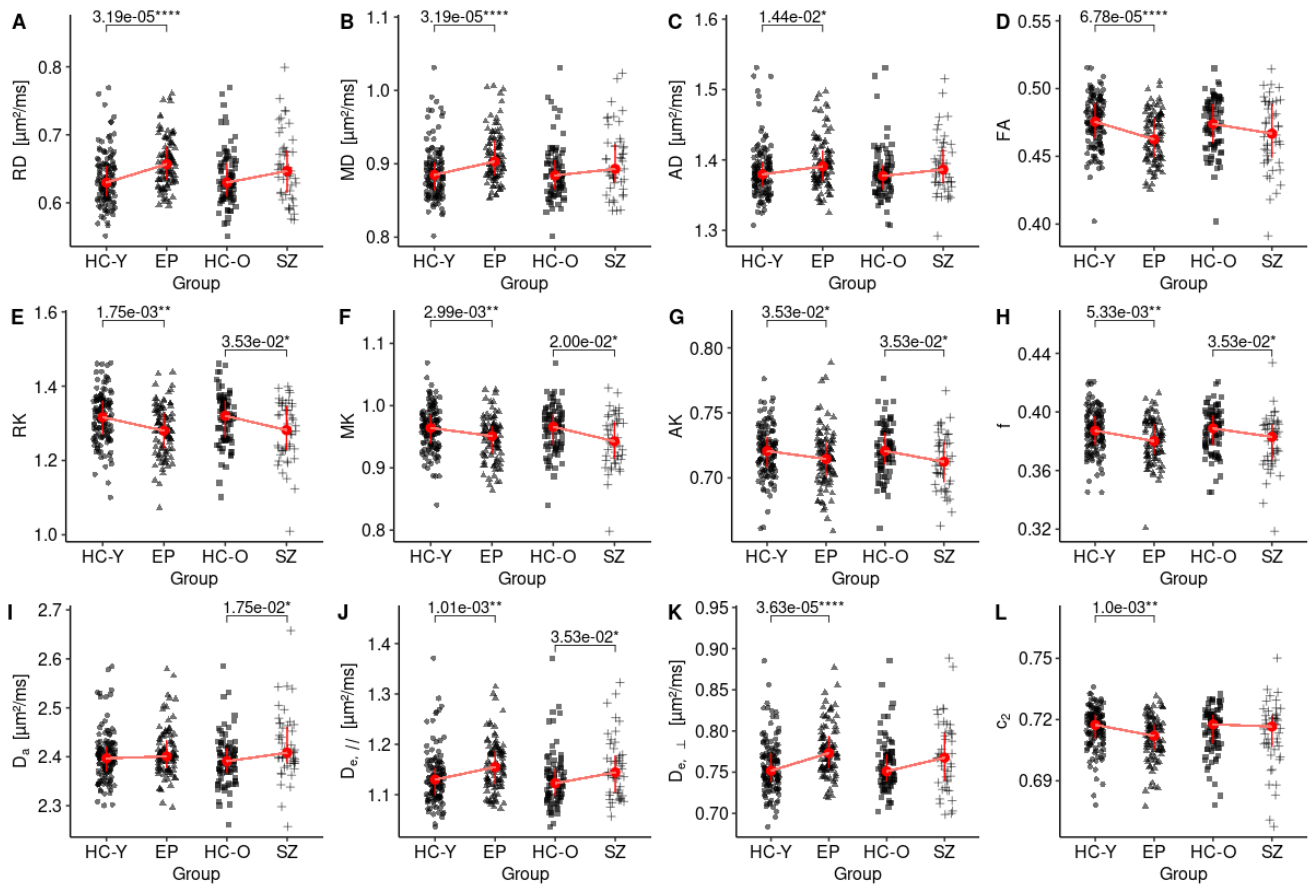 A
3.19e-05****
RD [µm²/ms]
0.8
0.7
0.6
HC-Y EP HC-O SZ
Group
B
3.19e-05****
MD [µm²/ms]
1.1
1.0
0.9
0.8
HC-Y EP HC-O SZ
Group
C
1.44e-02*
AD [µm²/ms]
1.6
1.5
1.4
1.3
HC-Y EP HC-O SZ
Group
D
6.78e-05****
FA
0.55
0.50
0.45
0.40
HC-Y EP HC-O SZ
Group
E
1.75e-03**
3.53e-02*
RK
1.6
1.4
1.2
1.0
HC-Y EP HC-O SZ
Group
F
2.99e-03**
2.00e-02*
MK
1.1
1.0
0.9
0.8
HC-Y EP HC-O SZ
Group
G
3.53e-02*
3.53e-02*
AK
0.80
0.75
0.70
HC-Y EP HC-O SZ
Group
H
5.33e-03**
3.53e-02*
f
0.44
0.40
0.36
0.32
HC-Y EP HC-O SZ
Group
I
1.75e-02*
Dₐ [µm²/ms]
2.7
2.6
2.5
2.4
2.3
HC-Y EP HC-O SZ
Group
J
1.01e-03**
3.53e-02*
De, // [µm²/ms]
1.4
1.3
1.2
1.1
HC-Y EP HC-O SZ
Group
K
3.63e-05****
De, ⊥ [µm²/ms]
0.95
0.90
0.85
0.80
0.75
0.70
HC-Y EP HC-O SZ
Group
L
1.0e-03**
c₂
0.75
0.72
0.69
HC-Y EP HC-O SZ
Group